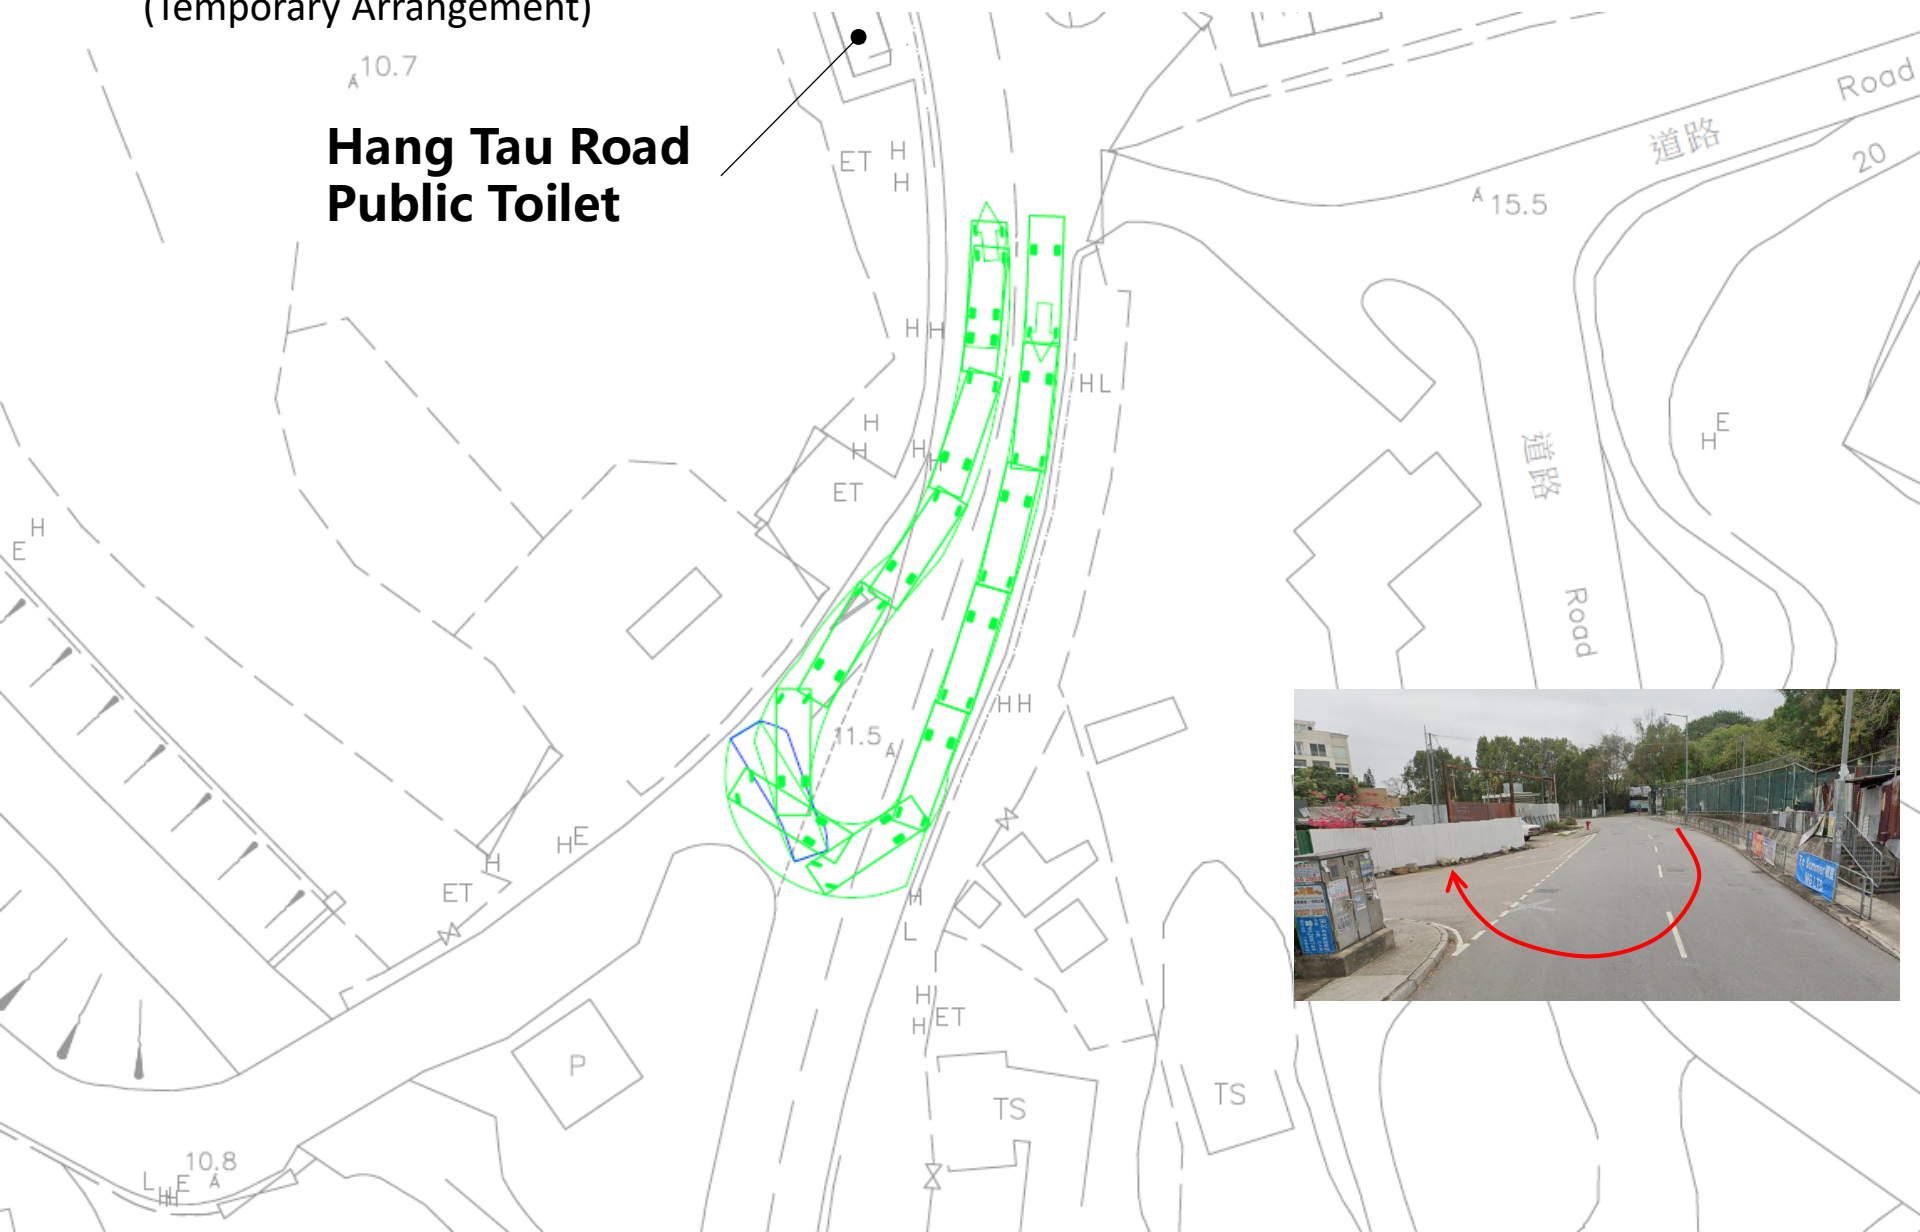 (Temporary Arrangement)
10.7
Hang Tau Road
Public Toilet
ET
H
H
Road
道路
20
15.5
H H
H L
H
H
H
H
ET
E
H
道路
H
E
Road
H H
11.5
H E
H
ET
H
L
H
H ET
P
TS
TS
10.8
L H E
H